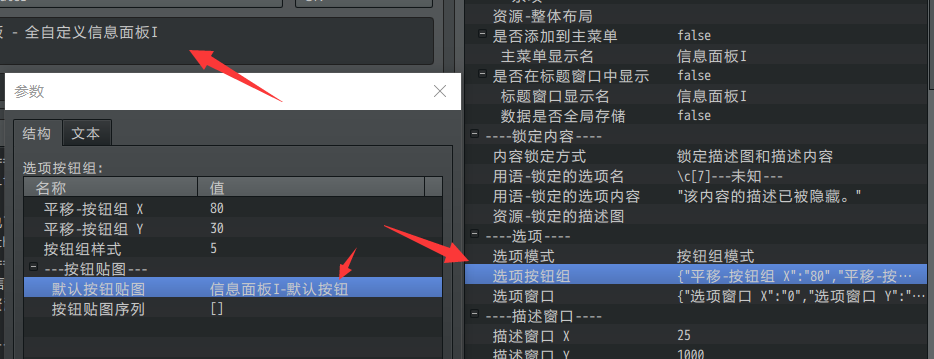 - 全自定义信息面板I
参数
结构 文本
选项按钮组:
名称 值
平移-按钮组 X 80
平移-按钮组 Y 30
按钮组样式 5
---按钮贴图---
默认按钮贴图 信息面板I-默认按钮
按钮贴图序列 []
资源-整体布局
是否添加到主菜单 false
主菜单显示名 信息面板I
是否在标题窗口中显示 false
标题窗口显示名 信息面板I
数据是否全局存储 false
----锁定内容----
内容锁定方式 锁定描述图和描述内容
用语-锁定的选项名 \c[7]---未知---
用语-锁定的选项内容 "该内容的描述已被隐藏。"
资源-锁定的描述图
----选项----
选项模式 按钮组模式
选项按钮组 {"平移-按钮组 X":"80","平移-按…
选项窗口 {"选项窗口 X":"0","选项窗口 Y":"…
----描述窗口----
描述窗口 X 25
描述窗口 Y 1000